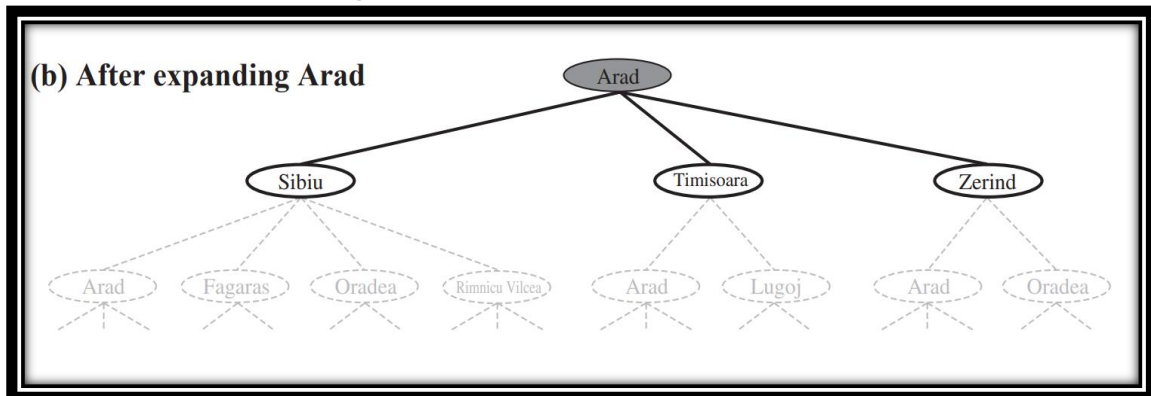 (b) After expanding Arad
Arad
Sibiu
Timisoara
Zerind
Arad
Fagaras
Oradea
Rimnicu Vilcea
Arad
Lugoj
Arad
Oradea